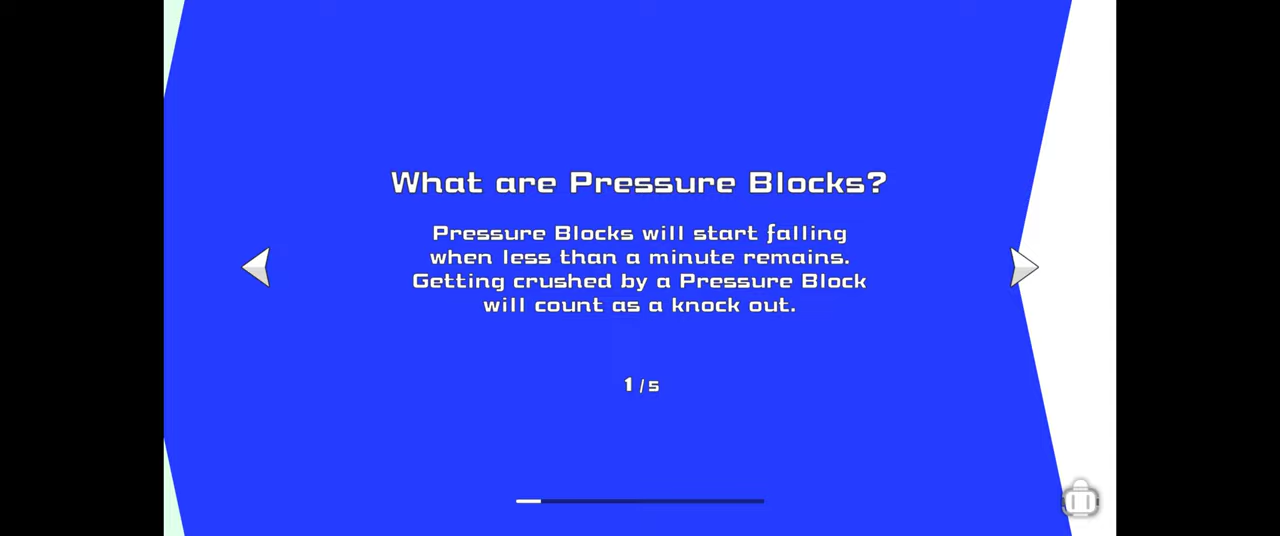 What are Pressure Blocks?
Pressure Blocks will start falling
when less than a minute remains.
Getting crushed by a Pressure Block
will count as a knock out.
1/5